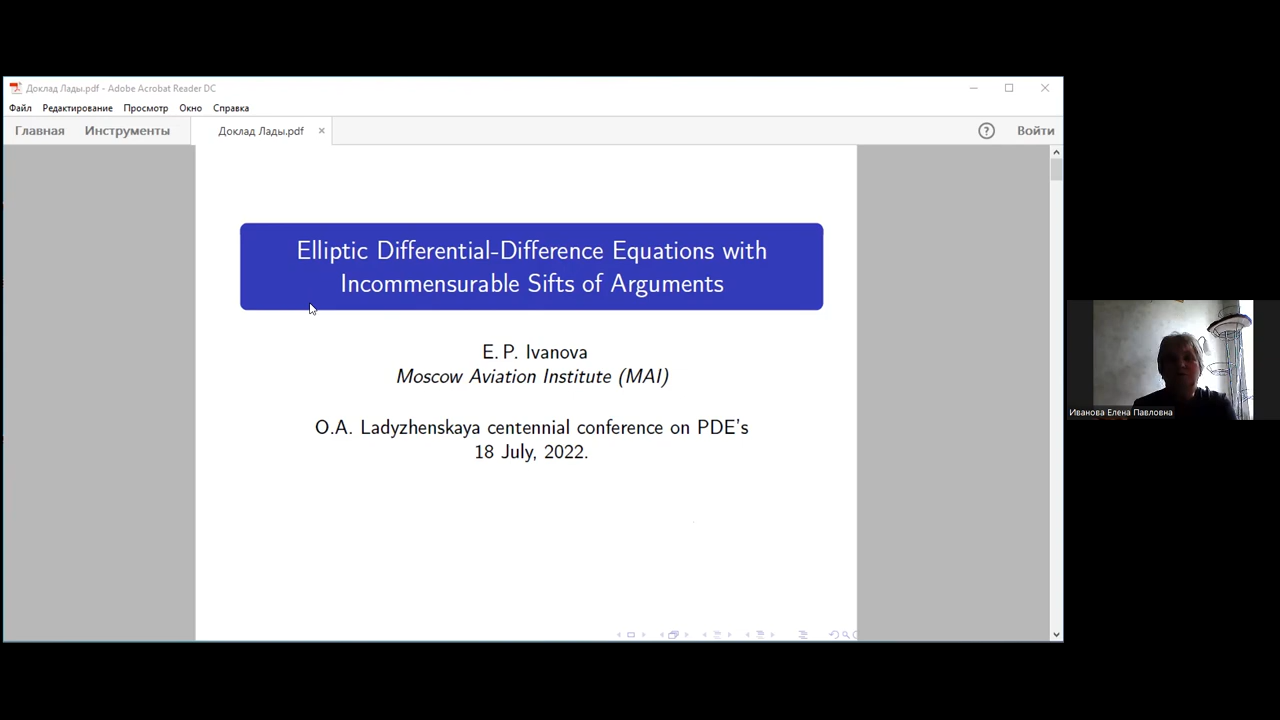 Доклад Лады.pdf - Adobe Acrobat Reader DC
Файл Редактирование Просмотр Окно Справка
Главная Инструменты Доклад Лады.pdf × ? Войти
Elliptic Differential-Difference Equations with
Incommensurable Sifts of Arguments
E. P. Ivanova
Moscow Aviation Institute (MAI)
O.A. Ladyzhenskaya centennial conference on PDE's
18 July, 2022.
Иванова Елена Павловна